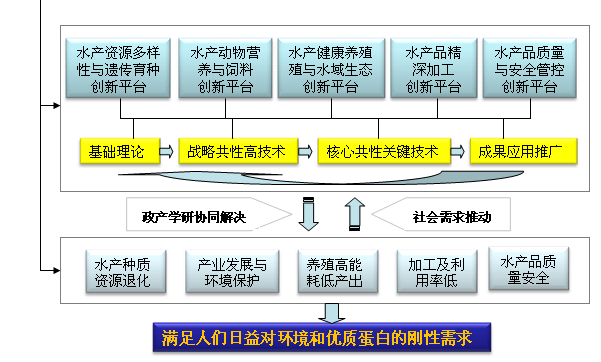 水产资源多样
性与遗传育种
创新平台
水产动物营
养与饲料
创新平台
水产健康养殖
殖与水域生态
创新平台
水产品精
深加工
创新平台
水产品质量
与安全管控
创新平台
基础理论
战略共性高技术
核心共性关键技术
成果应用推广
政产学研协同解决
社会需求推动
水产种质
资源退化
产业发展与
环境保护
养殖高能
耗低产出
加工及利
用率低
水产品质
量安全
满足人们日益对环境和优质蛋白的刚性需求